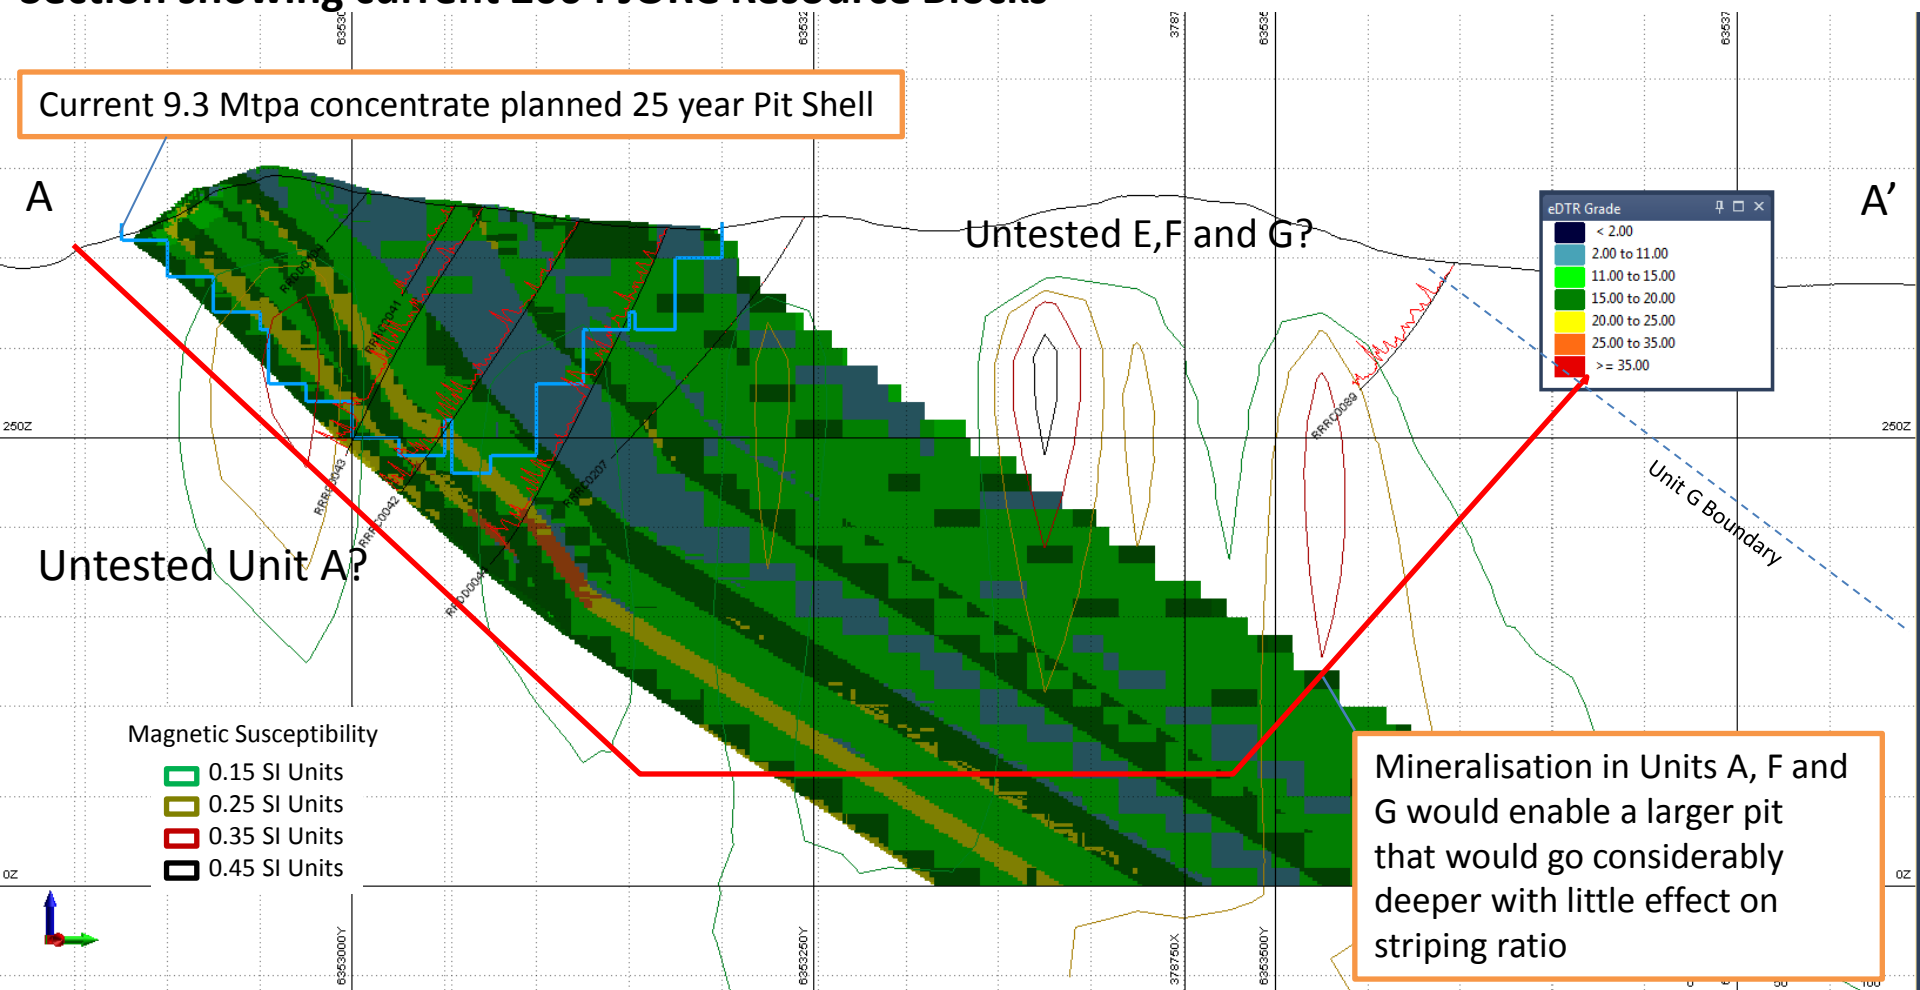 Current 9.3 Mtpa concentrate planned 25 year Pit Shell
A
A’
Untested E,F and G?
eDTR Grade
< 2.00
2.00 to 11.00
11.00 to 15.00
15.00 to 20.00
20.00 to 25.00
25.00 to 35.00
>= 35.00
250Z
250Z
RRRC0089
RRRC0042
Unit G Boundary
Untested Unit A?
Magnetic Susceptibility
0.15 SI Units
0.25 SI Units
0.35 SI Units
0.45 SI Units
Mineralisation in Units A, F and
G would enable a larger pit
that would go considerably
deeper with little effect on
striping ratio
0Z
0Z
6353000Y
6353250Y
378750X
6353500Y